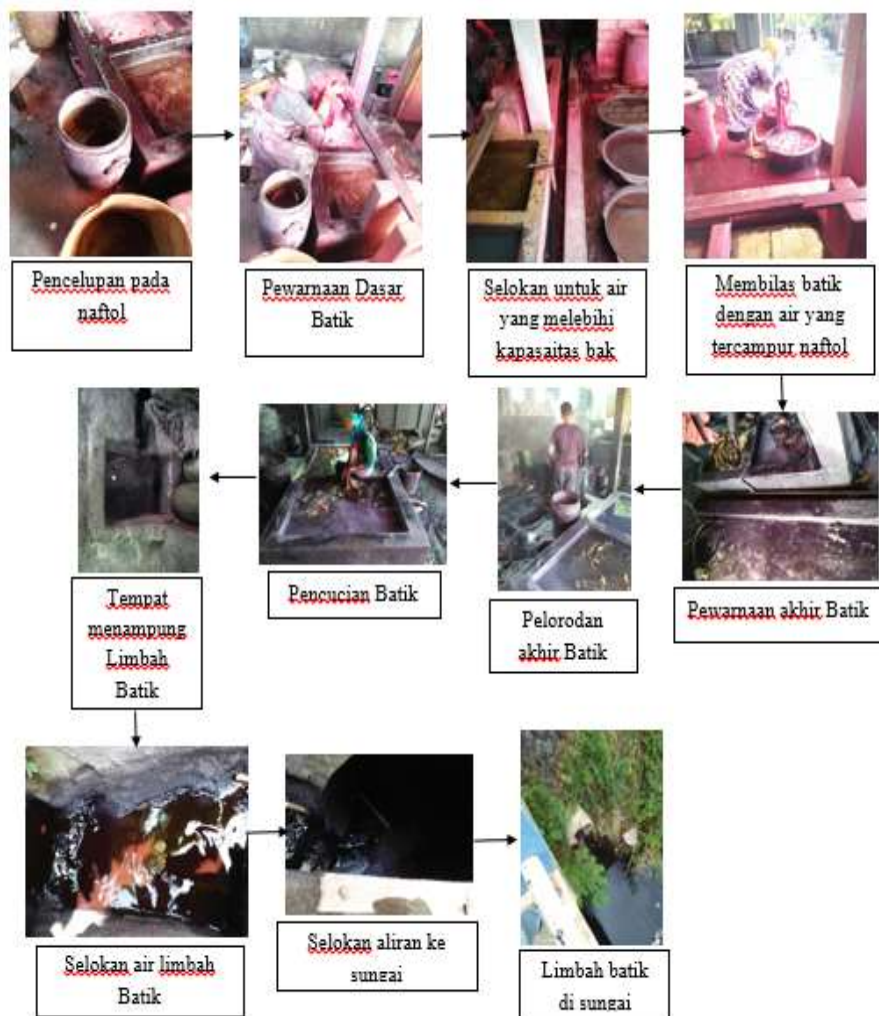 Pencelupan pada
naftol
Pewarnaan Dasar
Batik
Selokan untuk air
yang melebihi
kapasaitas bak
Membilas batik
dengan air yang
tercampur naftol
Pewarnaan akhir Batik
Pelorodan
akhir Batik
Pencucian Batik
Tempat
menampung
Limbah
Batik
Selokan air limbah
Batik
Selokan aliran ke
sungai
Limbah batik
di sungai